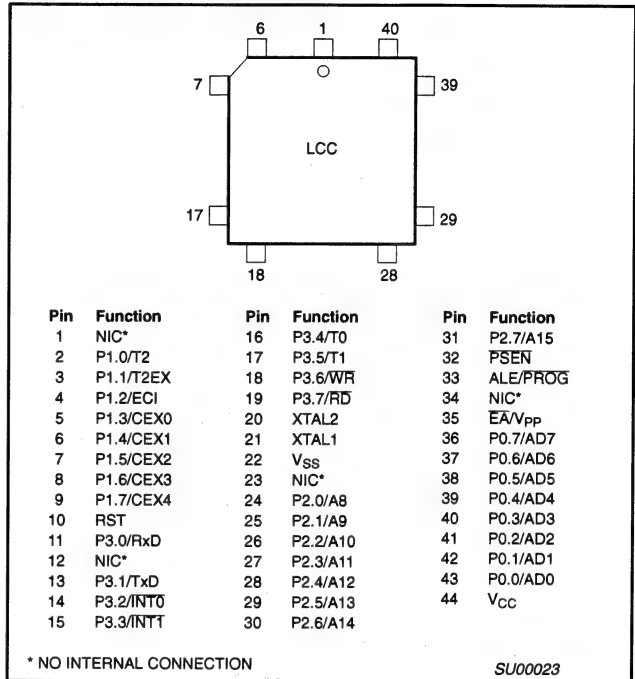 6 1 40
7 39
LCC
17 29
18 28
Pin Function Pin Function Pin Function
1 NIC* 16 P3.4/T0 31 P2.7/A15
2 P1.0/T2 17 P3.5/T1 32 P̅S̅E̅N̅
3 P1.1/T2EX 18 P3.6/W̅R̅ 33 ALE/P̅R̅O̅G̅
4 P1.2/ECI 19 P3.7/R̅D̅ 34 NIC*
5 P1.3/CEX0 20 XTAL2 35 E̅A̅/VPP
6 P1.4/CEX1 21 XTAL1 36 P0.7/AD7
7 P1.5/CEX2 22 VSS 37 P0.6/AD6
8 P1.6/CEX3 23 NIC* 38 P0.5/AD5
9 P1.7/CEX4 24 P2.0/A8 39 P0.4/AD4
10 RST 25 P2.1/A9 40 P0.3/AD3
11 P3.0/RxD 26 P2.2/A10 41 P0.2/AD2
12 NIC* 27 P2.3/A11 42 P0.1/AD1
13 P3.1/TxD 28 P2.4/A12 43 P0.0/AD0
14 P3.2/I̅N̅T̅0̅ 29 P2.5/A13 44 VCC
15 P3.3/I̅N̅T̅1̅ 30 P2.6/A14
* NO INTERNAL CONNECTION SU00023